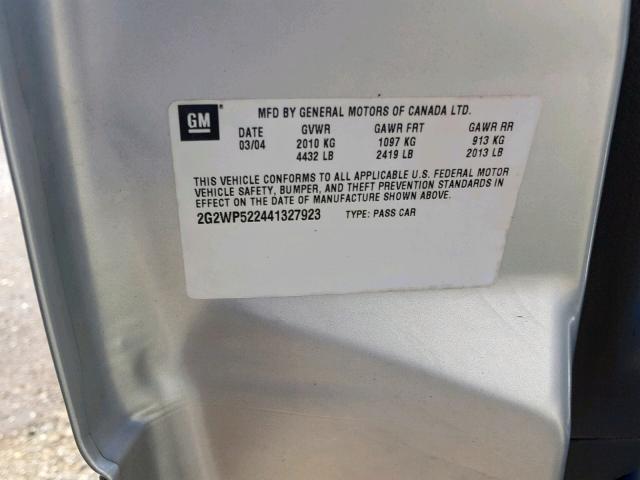 GM
MFD BY GENERAL MOTORS OF CANADA LTD.
DATE GVWR GAWR FRT GAWR RR
03/04 2010 KG 1097 KG 913 KG
4432 LB 2419 LB 2013 LB
THIS VEHICLE CONFORMS TO ALL APPLICABLE U.S. FEDERAL MOTOR
VEHICLE SAFETY, BUMPER, AND THEFT PREVENTION STANDARDS IN
EFFECT ON THE DATE OF MANUFACTURE SHOWN ABOVE.
2G2WP522441327923 TYPE: PASS CAR